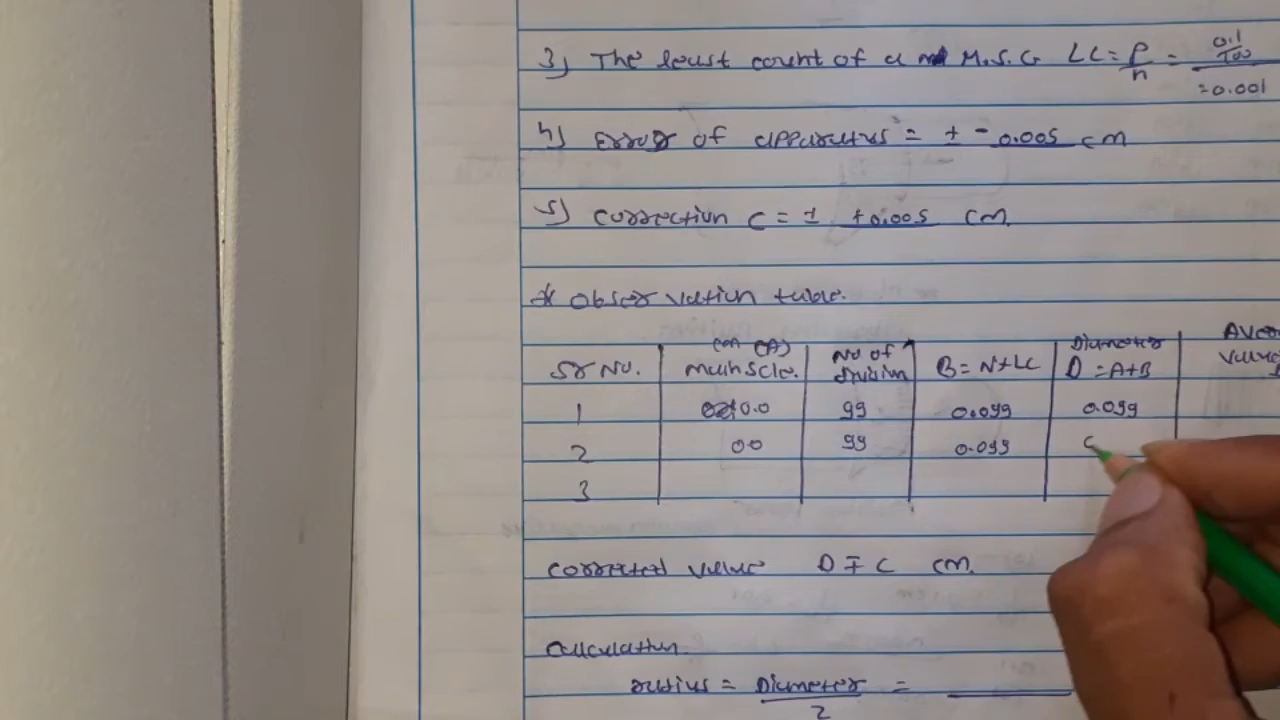 3) The least count of a M.S.G LC = P/n = 0.1/100
= 0.001
4) Error of apparatus = ± - 0.005 cm
5) correction C = ± +0.005 cm.
* Observation table.
Sr No. cm (A) main scle. No of division B = N+LC Diameter D = A+B
1 0.0 99 0.099 0.099
2 0.0 99 0.099
3
corrected value D ∓ C cm.
calculation.
radius = Diameter/2 =